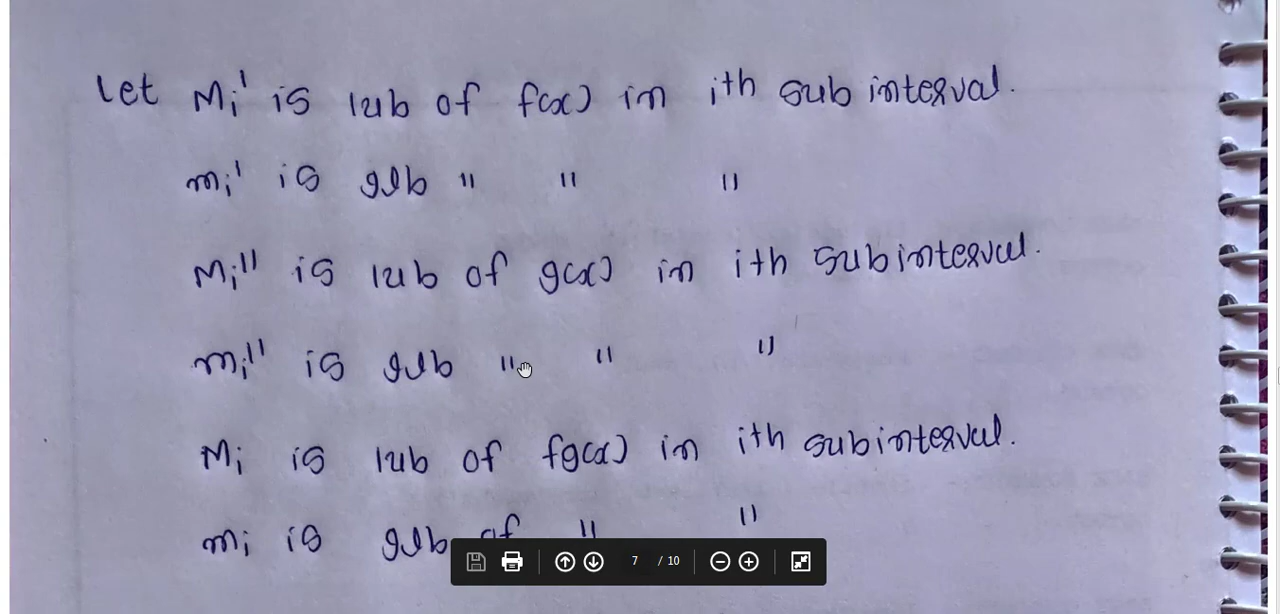 Let Mi' is lub of f(x) in ith sub interval.
mi' is glb " " "
Mi'' is lub of g(x) in ith subinterval.
mi'' is glb " " "
Mi is lub of fg(x) in ith subinterval.
mi is glb of " "
7 / 10